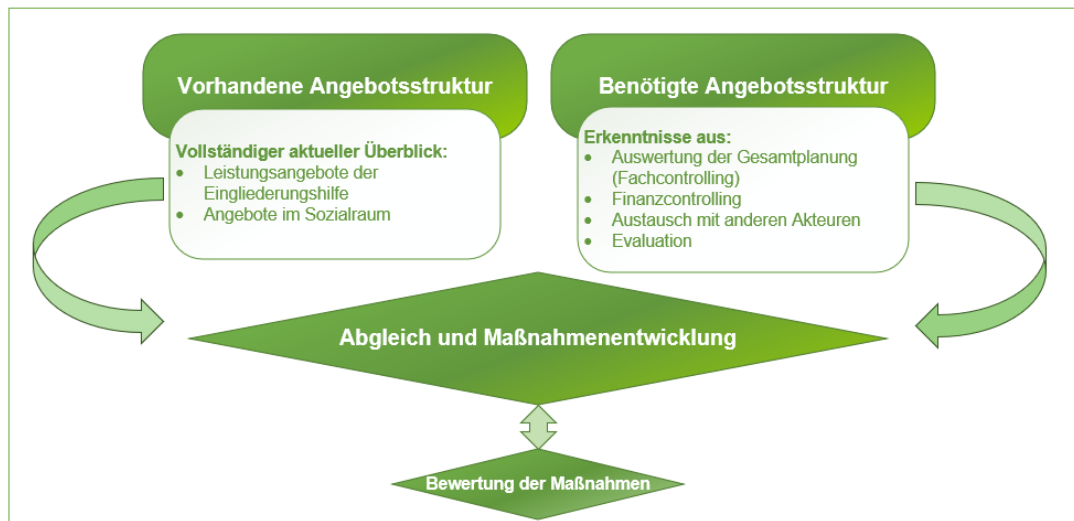 Vorhandene Angebotsstruktur
Vollständiger aktueller Überblick:
• Leistungsangebote der
Eingliederungshilfe
• Angebote im Sozialraum
Benötigte Angebotsstruktur
Erkenntnisse aus:
• Auswertung der Gesamtplanung
(Fachcontrolling)
• Finanzcontrolling
• Austausch mit anderen Akteuren
• Evaluation
Abgleich und Maßnahmenentwicklung
Bewertung der Maßnahmen